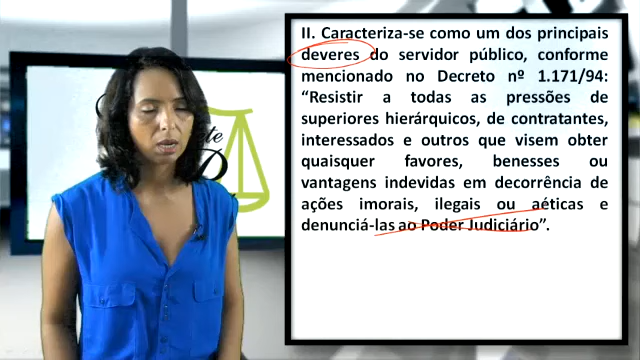 II. Caracteriza-se como um dos principais
deveres do servidor público, conforme
mencionado no Decreto nº 1.171/94:
“Resistir a todas as pressões de
superiores hierárquicos, de contratantes,
interessados e outros que visem obter
quaisquer favores, benesses ou
vantagens indevidas em decorrência de
ações imorais, ilegais ou aéticas e
denunciá-las ao Poder Judiciário”.